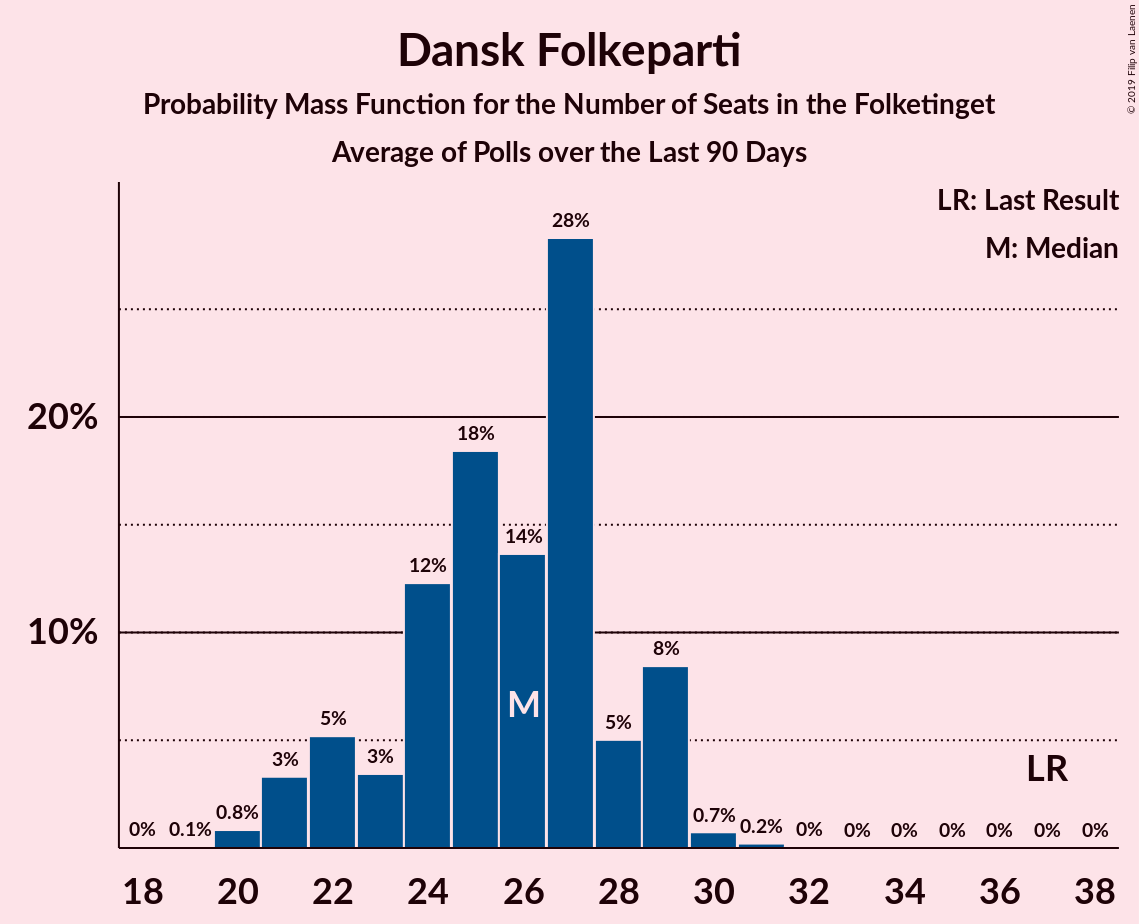 Dansk Folkeparti
Probability Mass Function for the Number of Seats in the Folketinget
Average of Polls over the Last 90 Days
© 2019 Filip van Laenen
LR: Last Result
M: Median
28%
20%
18%
14%
12%
10%
8%
M
5%
5%
3%
3%
LR
0%
0.1%
0.8%
0.7%
0.2%
0%
0%
0%
0%
0%
0%
0%
18 20 22 24 26 28 30 32 34 36 38